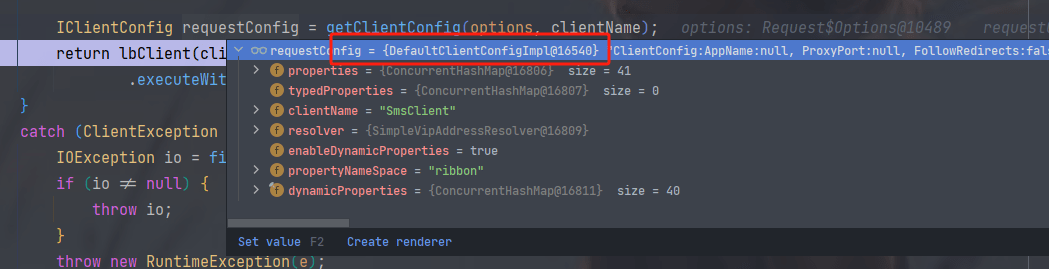 IClientConfig requestConfig = getClientConfig(options, clientName);   options: Request$Options@10489   request
return lbClient(cli
requestConfig = {DefaultClientConfigImpl@16540} "ClientConfig:AppName:null, ProxyPort:null, FollowRedirects:fal
properties = {ConcurrentHashMap@16806}  size = 41
.executeWit
typedProperties = {ConcurrentHashMap@16807}  size = 0
}
clientName = "SmsClient"
catch (ClientException
resolver = {SimpleVipAddressResolver@16809}
IOException io = fi
enableDynamicProperties = true
if (io ≠ null) {
propertyNameSpace = "ribbon"
dynamicProperties = {ConcurrentHashMap@16811}  size = 40
throw io;
}
Set value F2   Create renderer
throw new RuntimeException(e);